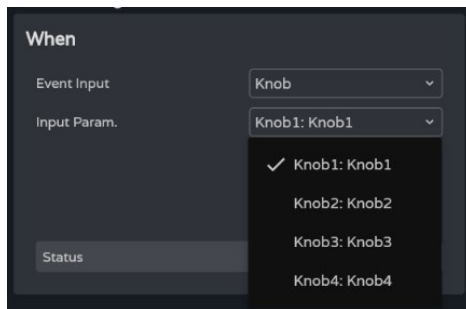 When
Event Input Knob
Input Param. Knob1: Knob1
Knob1: Knob1
Knob2: Knob2
Knob3: Knob3
Status
Knob4: Knob4